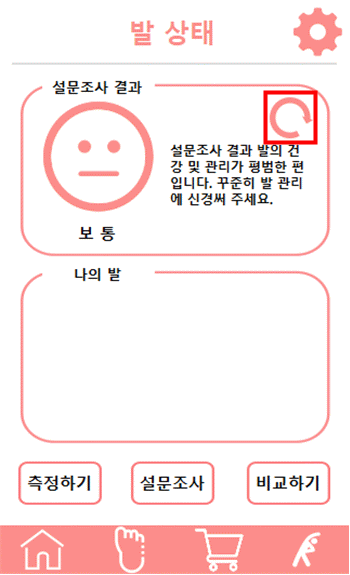 발 상태
설문조사 결과
설문조사 결과 발의 건
강 및 관리가 평범한 편
입니다. 꾸준히 발 관리
에 신경써 주세요.
보 통
나의 발
측정하기
설문조사
비교하기